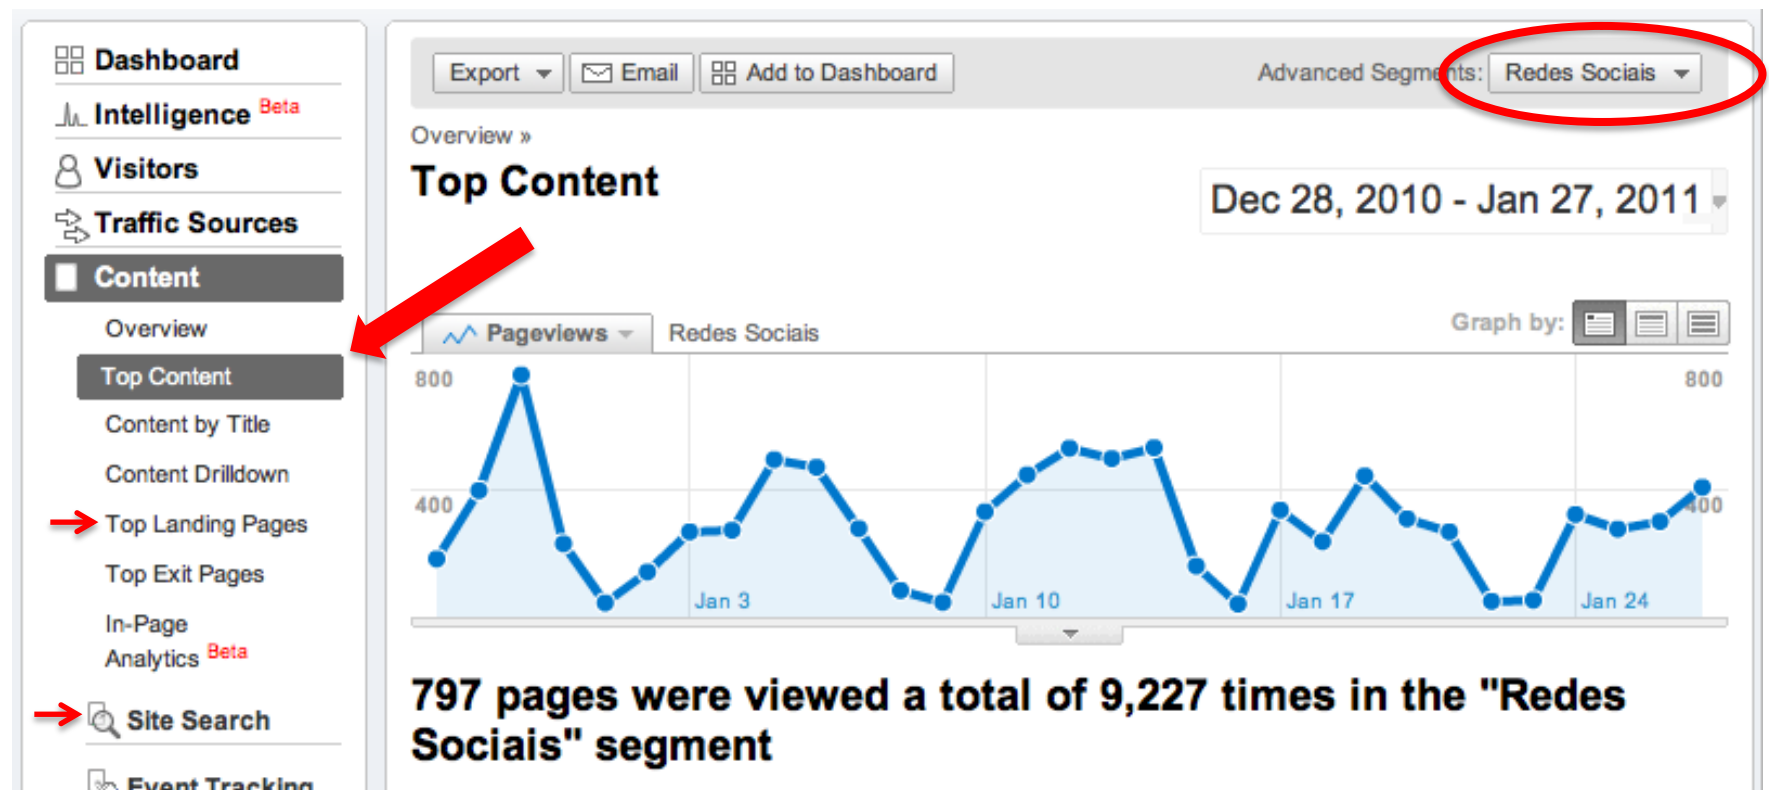 Dashboard
Intelligence Beta
Visitors
Traffic Sources
Content
Overview
Top Content
Content by Title
Content Drilldown
Top Landing Pages
Top Exit Pages
In-Page
Analytics Beta
Site Search
Event Tracking
Export Email Add to Dashboard Advanced Segments: Redes Sociais
Overview »
Top Content
Dec 28, 2010 - Jan 27, 2011
Graph by:
Pageviews Redes Sociais
800 800
400 400
Jan 3 Jan 10 Jan 17 Jan 24
797 pages were viewed a total of 9,227 times in the "Redes
Sociais" segment